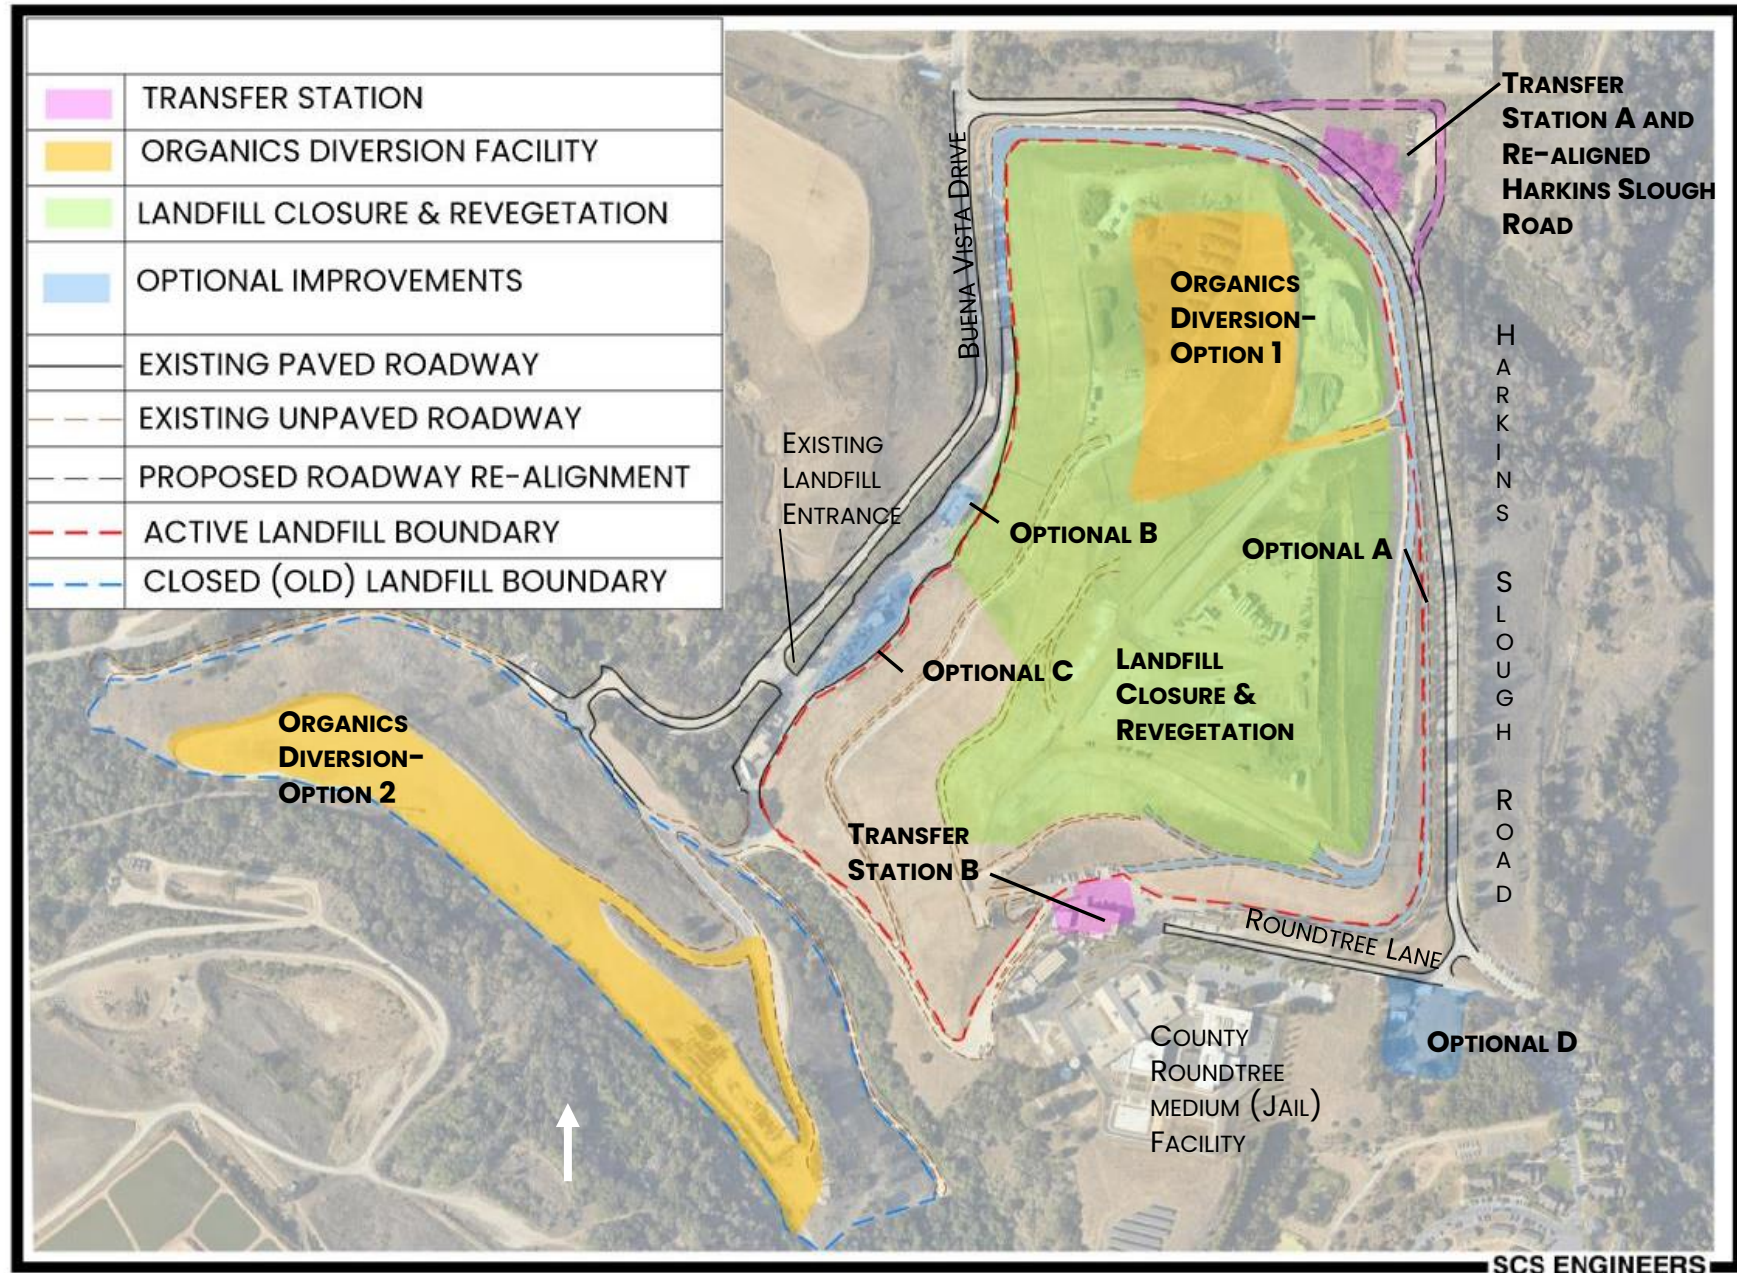 TRANSFER STATION
ORGANICS DIVERSION FACILITY
LANDFILL CLOSURE & REVEGETATION
OPTIONAL IMPROVEMENTS
EXISTING PAVED ROADWAY
EXISTING UNPAVED ROADWAY
PROPOSED ROADWAY RE-ALIGNMENT
ACTIVE LANDFILL BOUNDARY
CLOSED (OLD) LANDFILL BOUNDARY
TRANSFER
STATION A AND
RE-ALIGNED
HARKINS SLOUGH
ROAD
BUENA VISTA DRIVE
ORGANICS
DIVERSION-
OPTION 1
HARKINS SLOUGH ROAD
EXISTING
LANDFILL
ENTRANCE
OPTIONAL B
OPTIONAL A
OPTIONAL C
LANDFILL
CLOSURE &
REVEGETATION
ORGANICS
DIVERSION-
OPTION 2
TRANSFER
STATION B
ROUNDTREE LANE
COUNTY
ROUNDTREE
MEDIUM (JAIL)
FACILITY
OPTIONAL D
SCS ENGINEERS